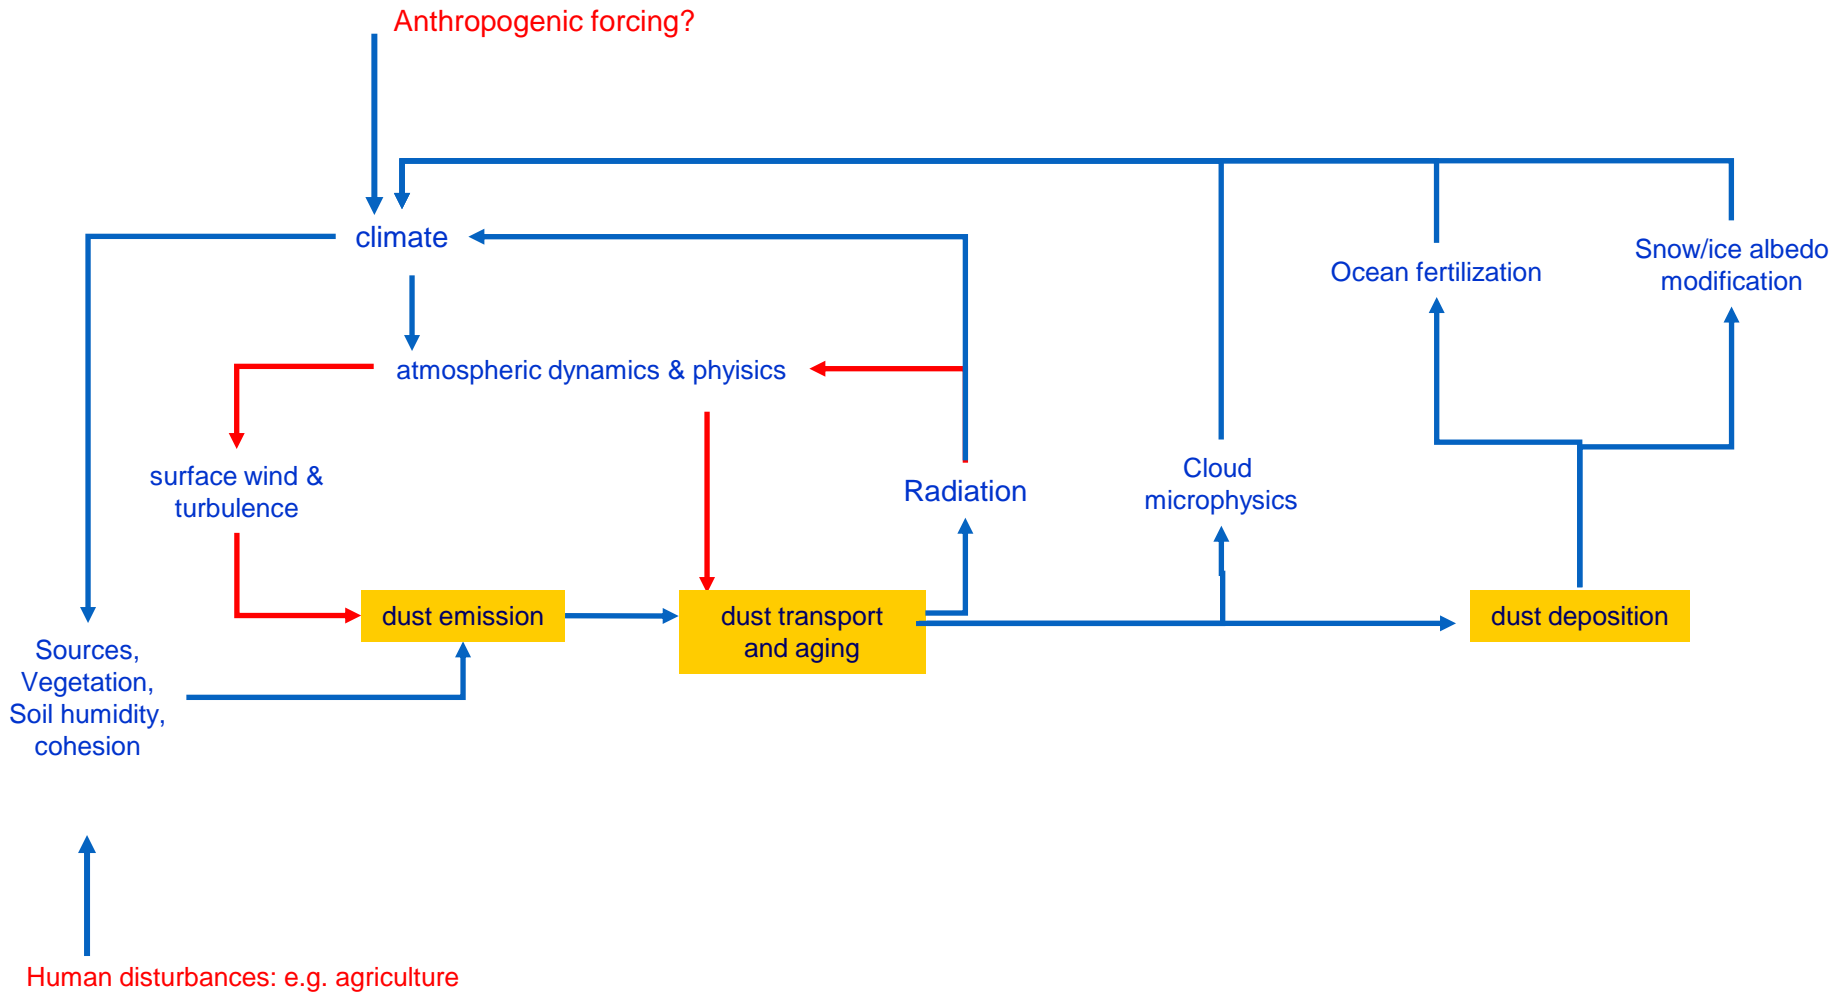 Anthropogenic forcing?
climate
Snow/ice albedo
modification
Ocean fertilization
atmospheric dynamics & phyisics
surface wind &
turbulence
Radiation
Cloud
microphysics
dust emission
dust transport
and aging
dust deposition
Sources,
Vegetation,
Soil humidity,
cohesion
Human disturbances: e.g. agriculture